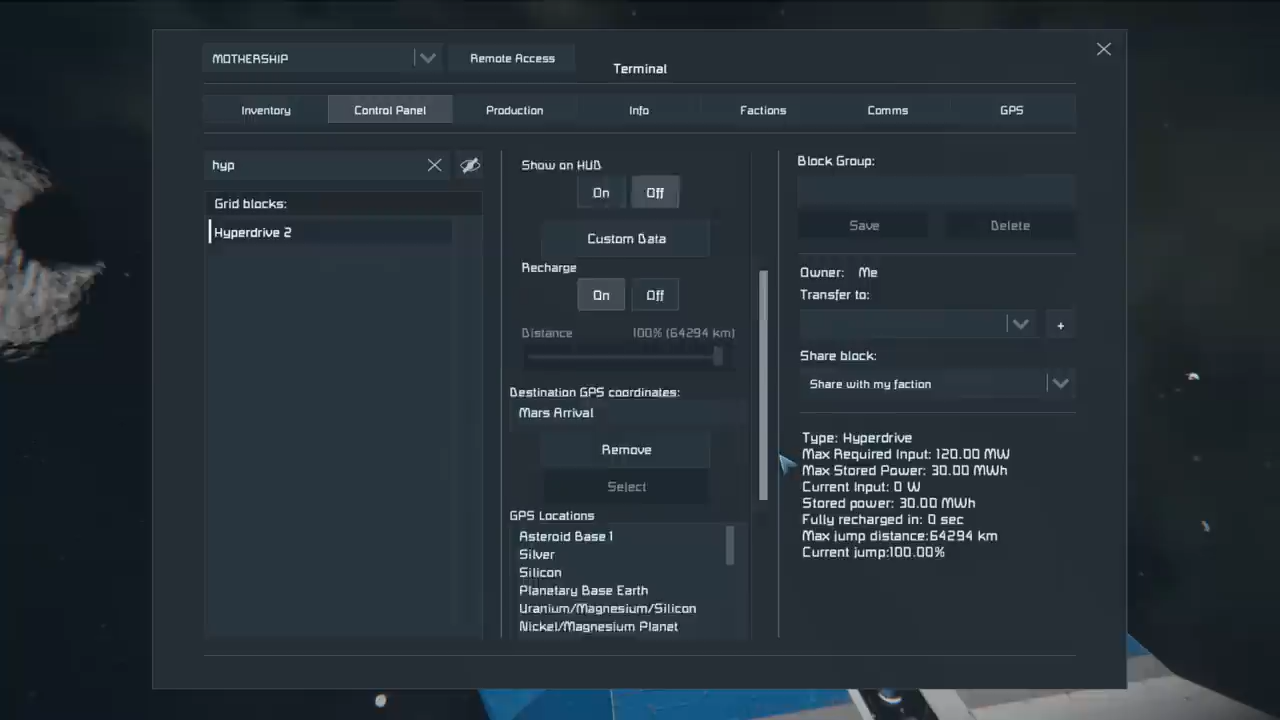 MOTHERSHIP
Remote Access
Terminal
Inventory
Control Panel
Production
Info
Factions
Comms
GPS
hyp
Grid blocks:
Hyperdrive 2
Show on HUD
On
Off
Custom Data
Recharge
On
Off
Distance
100% (64294 km)
Destination GPS coordinates:
Mars Arrival
Remove
Select
GPS Locations
Asteroid Base 1
Silver
Silicon
Planetary Base Earth
Uranium/Magnesium/Silicon
Nickel/Magnesium Planet
Block Group:
Save
Delete
Owner: Me
Transfer to:
+
Share block:
Share with my faction
Type: Hyperdrive
Max Required Input: 120.00 MW
Max Stored Power: 30.00 MWh
Current Input: 0 W
Stored power: 30.00 MWh
Fully recharged in: 0 sec
Max jump distance:64294 km
Current jump:100.00%